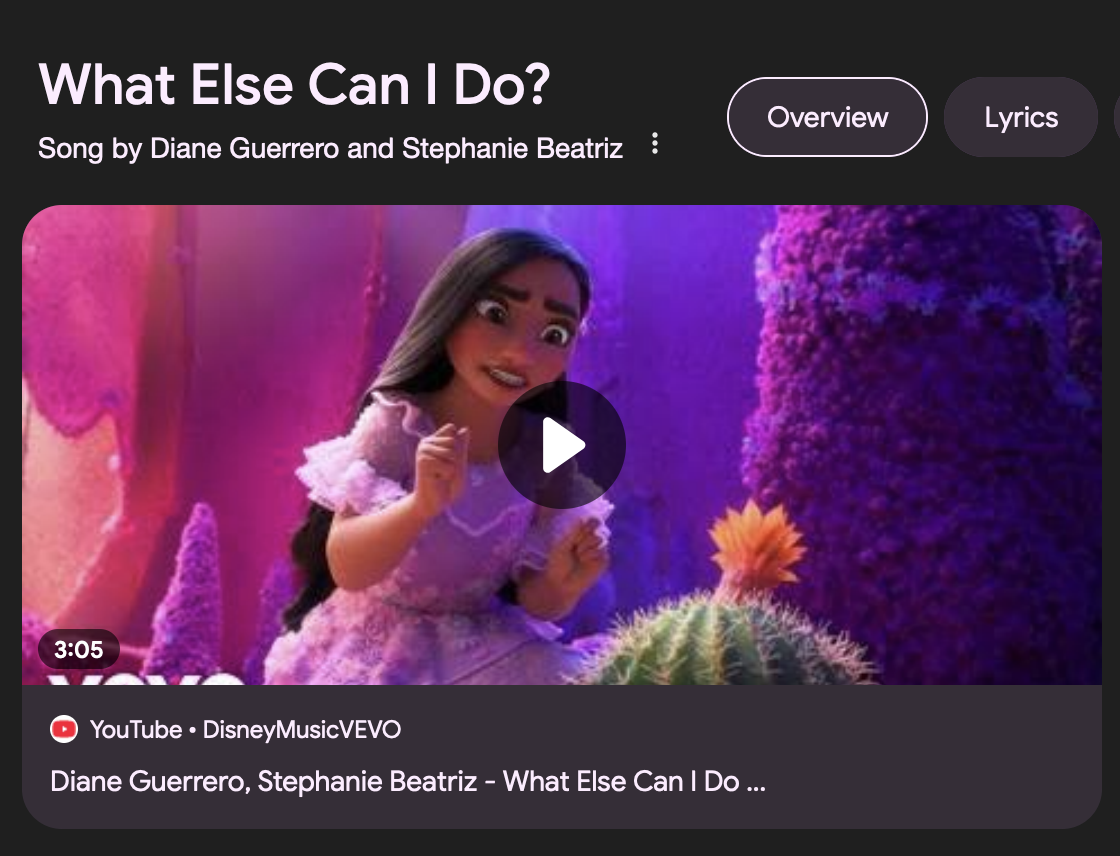 What Else Can I Do?
Song by Diane Guerrero and Stephanie Beatriz
Overview
Lyrics
3:05
vevo
YouTube • DisneyMusicVEVO
Diane Guerrero, Stephanie Beatriz - What Else Can I Do ...